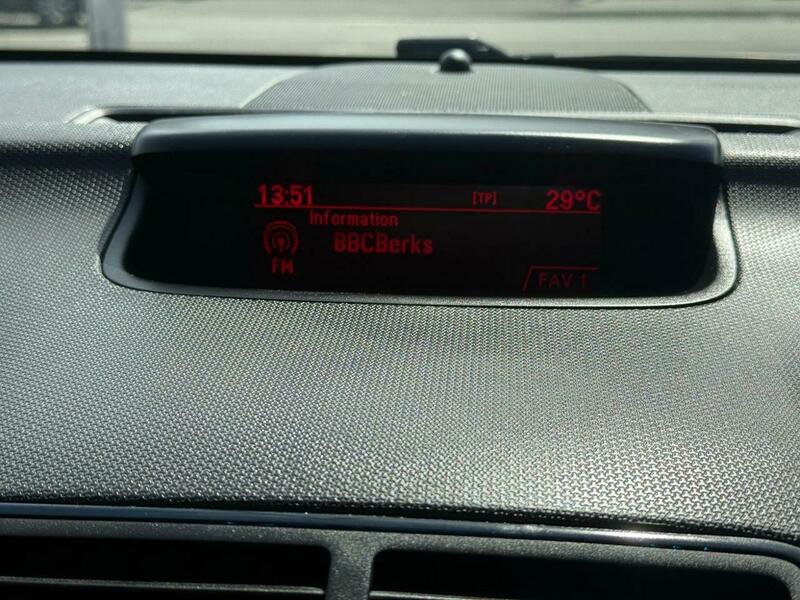 13:51 [TP] 29°C
Information
BBCBerks
FM
FAV 1